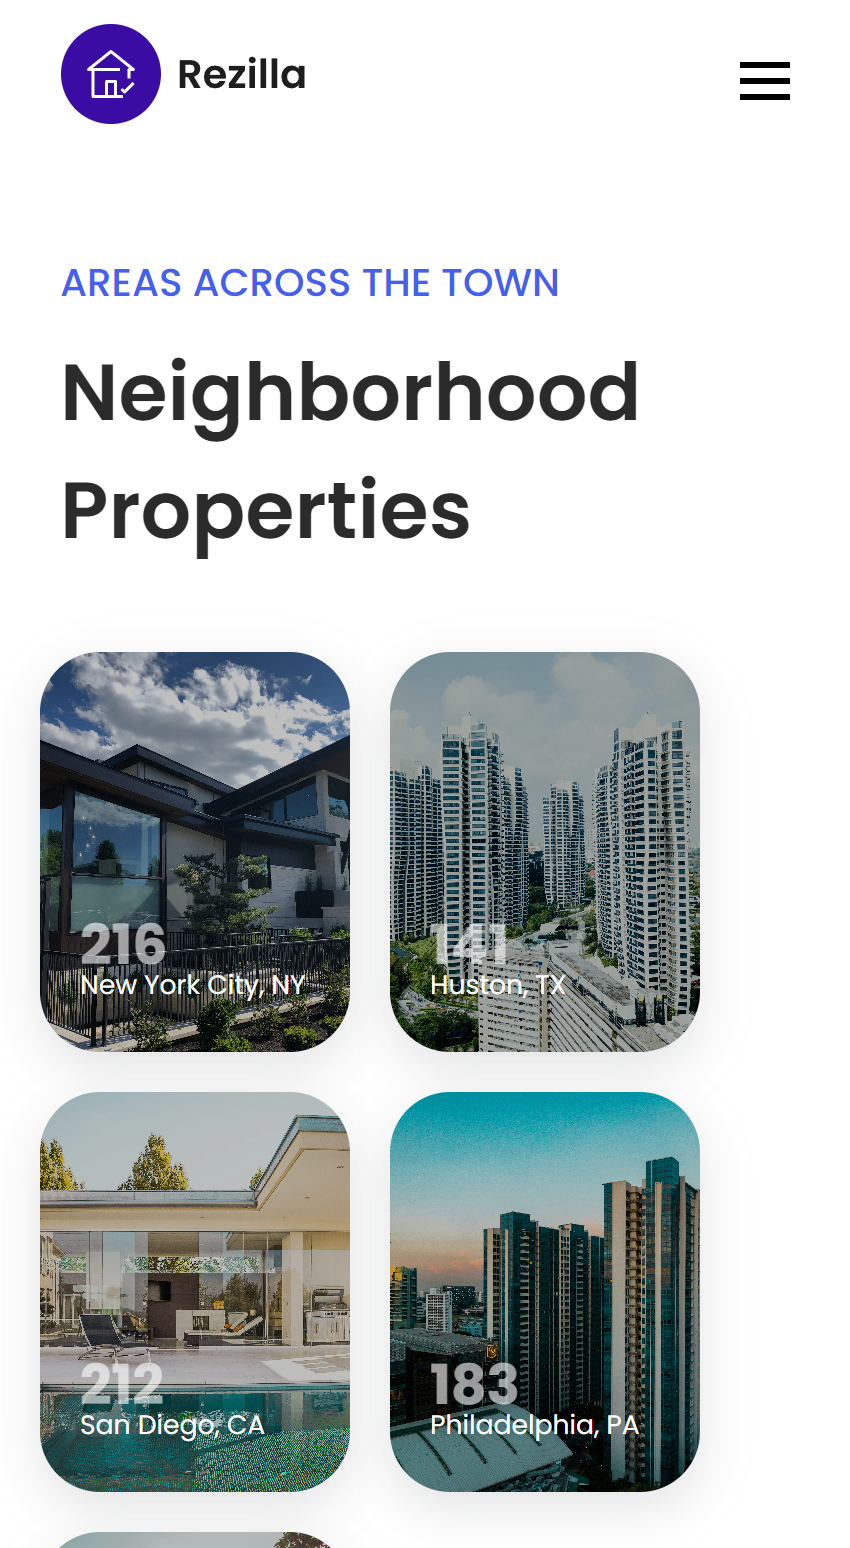 Rezilla
AREAS ACROSS THE TOWN
Neighborhood
Properties
216
New York City, NY
141
Huston, TX
212
San Diego, CA
183
Philadelphia, PA